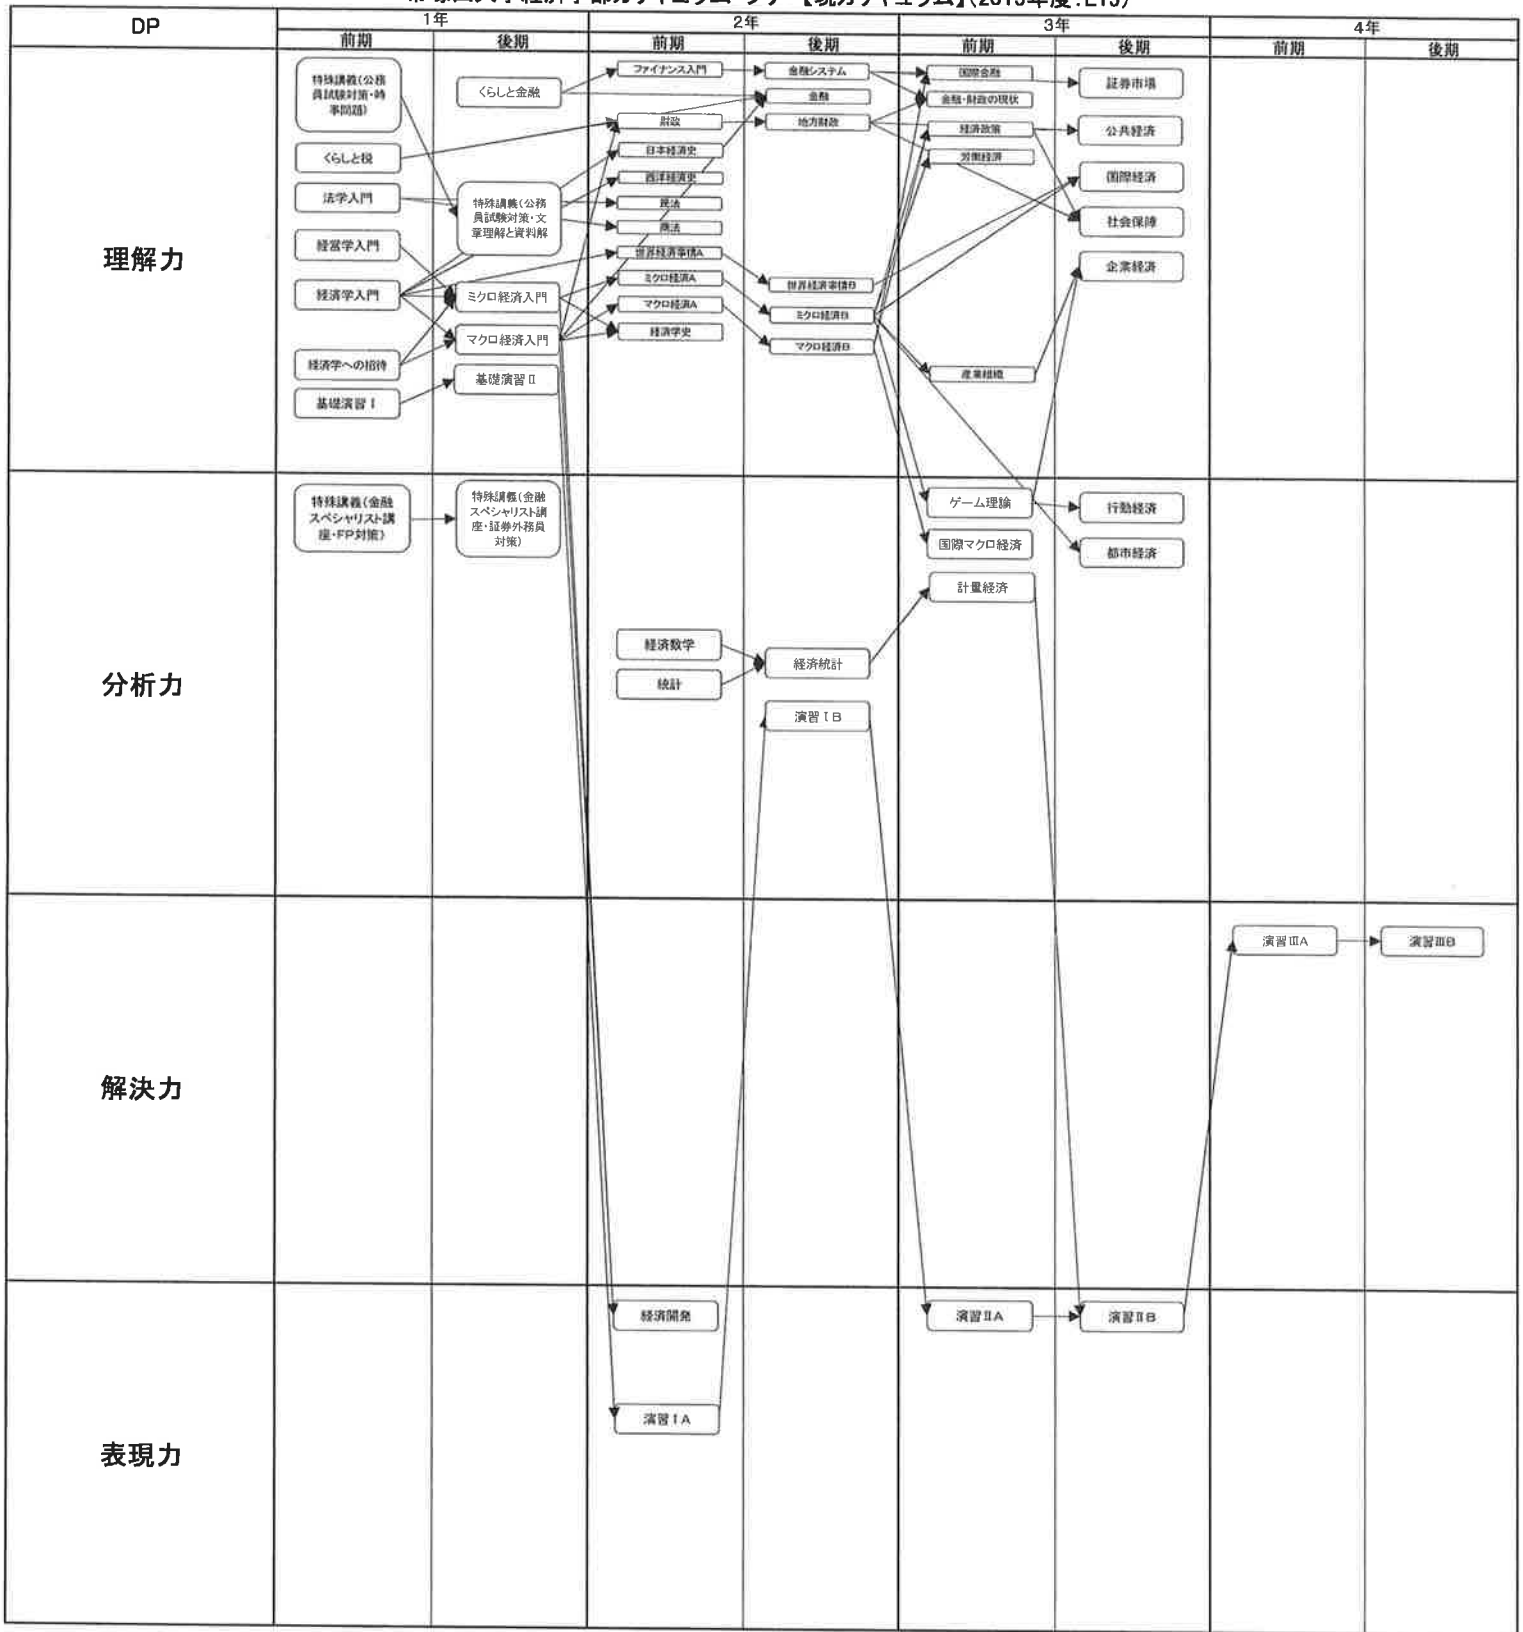 【現カリキュラム】(2019年度:E19)
DP
1年
2年
3年
4年
前期
後期
前期
後期
前期
後期
前期
後期
理解力
特殊講義(公務
員試験対策・時
事問題)
くらしと税
法学入門
経営学入門
経済学入門
経済学への招待
基礎演習Ⅰ
くらしと金融
特殊講義(公務
員試験対策・文
章理解と資料解
ミクロ経済入門
マクロ経済入門
基礎演習Ⅱ
ファイナンス入門
財政
日本経済史
西洋経済史
民法
商法
世界経済事情A
ミクロ経済A
マクロ経済A
経済学史
金融システム
金融
地方財政
世界経済事情B
ミクロ経済B
マクロ経済B
国際金融
金融・財政の現状
経済政策
労働経済
産業組織
証券市場
公共経済
国際経済
社会保障
企業経済
分析力
特殊講義(金融
スペシャリスト講
座・FP対策)
特殊講義(金融
スペシャリスト講
座・証券外務員
対策)
経済数学
統計
経済統計
演習ⅠB
ゲーム理論
国際マクロ経済
計量経済
行動経済
都市経済
解決力
演習ⅢA
演習ⅢB
表現力
経済開発
演習ⅠA
演習ⅡA
演習ⅡB